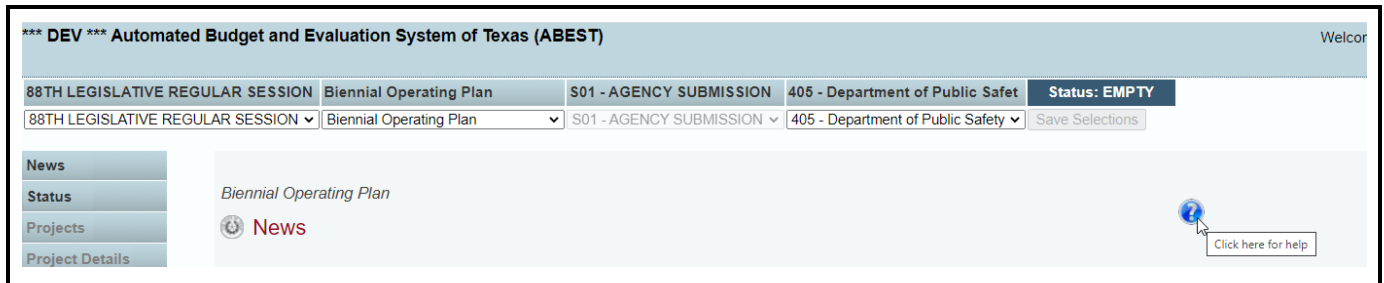 *** DEV *** Automated Budget and Evaluation System of Texas (ABEST)
Welcor
88TH LEGISLATIVE REGULAR SESSION Biennial Operating Plan S01 - AGENCY SUBMISSION 405 - Department of Public Safet Status: EMPTY
88TH LEGISLATIVE REGULAR SESSION Biennial Operating Plan S01 - AGENCY SUBMISSION 405 - Department of Public Safety Save Selections
News
Status
Projects
Project Details
Biennial Operating Plan
News
?
Click here for help